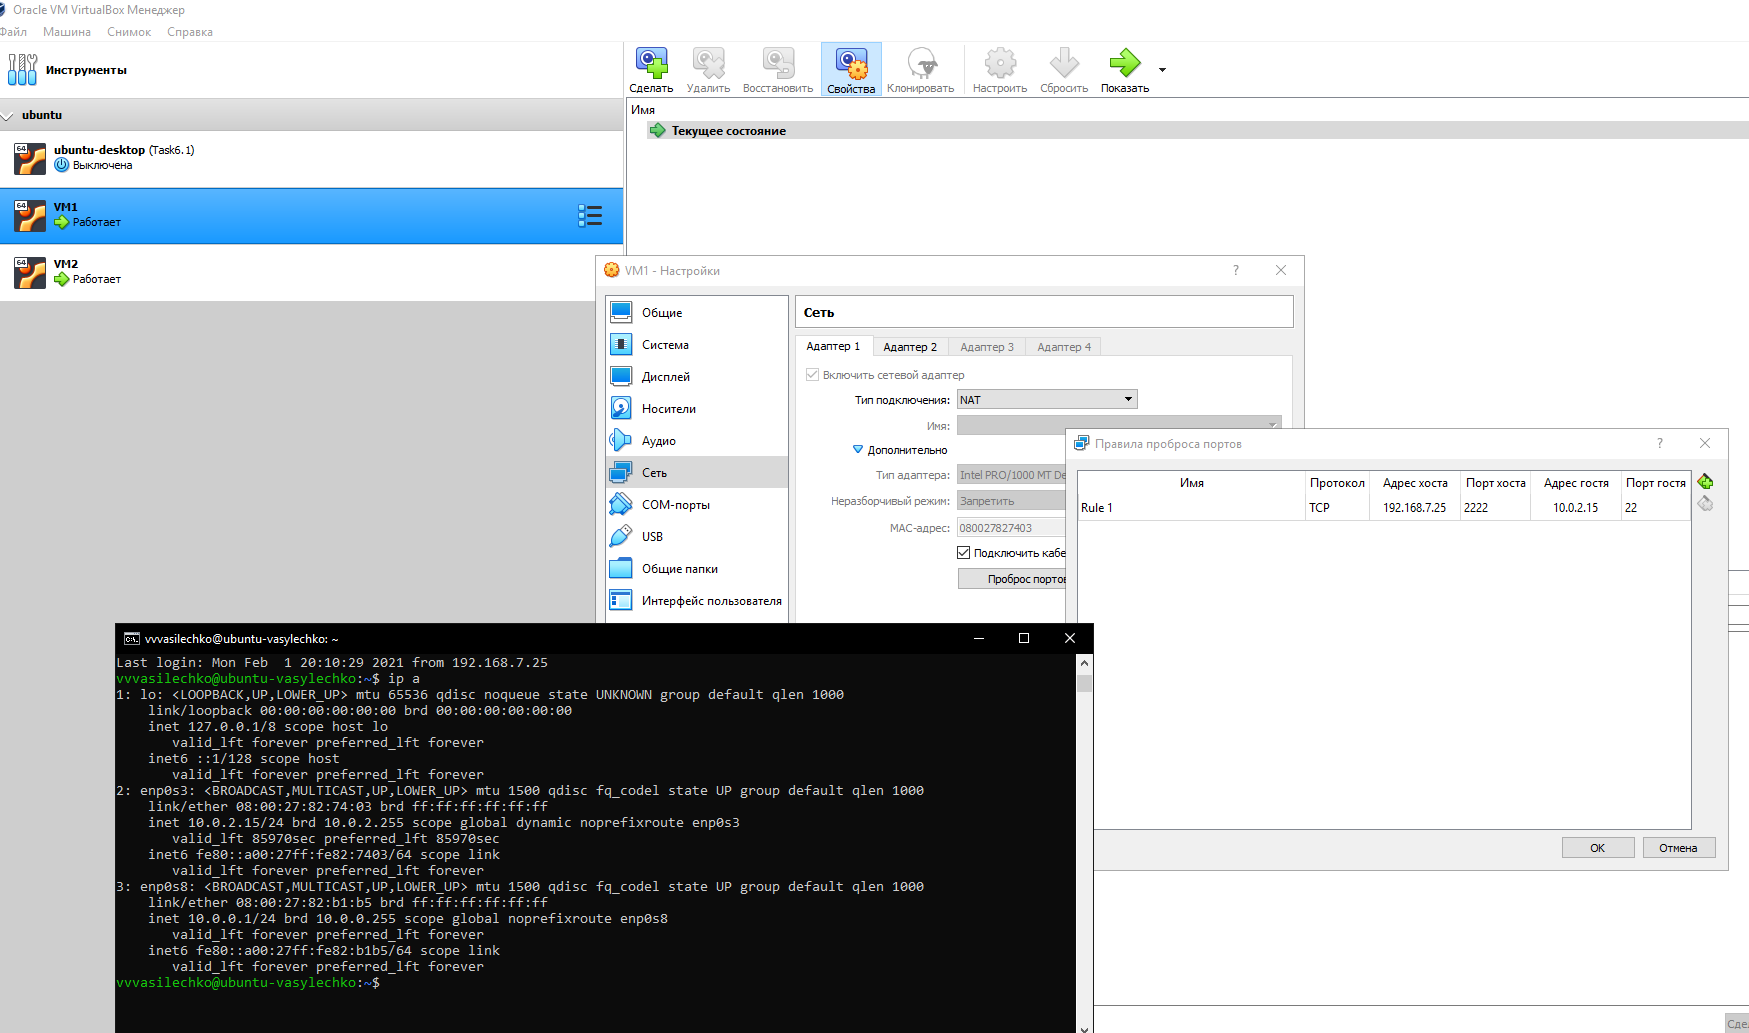 Oracle VM VirtualBox Менеджер
Файл Машина Снимок Справка
Инструменты
Сделать Удалить Восстановить Свойства Клонировать Настроить Сбросить Показать
ubuntu
Имя
Текущее состояние
64
ubuntu-desktop (Task6.1)
Выключена
64
VM1
Работает
64
VM2
Работает
VM1 - Настройки ?
Общие
Система
Дисплей
Носители
Аудио
Сеть
COM-порты
USB
Общие папки
Интерфейс пользователя
Сеть
Адаптер 1 Адаптер 2 Адаптер 3 Адаптер 4
Включить сетевой адаптер
Тип подключения: NAT
Имя:
Дополнительно
Тип адаптера: Intel PRO/1000 MT De
Неразборчивый режим: Запретить
MAC-адрес: 080027827403
Подключить кабе
Проброс портов
Правила проброса портов ?
Имя Протокол Адрес хоста Порт хоста Адрес гостя Порт гостя
Rule 1 TCP 192.168.7.25 2222 10.0.2.15 22
OK Отмена
C:\. vvvasilechko@ubuntu-vasylechko: ~
Last login: Mon Feb  1 20:10:29 2021 from 192.168.7.25
vvvasilechko@ubuntu-vasylechko:~$ ip a
1: lo: <LOOPBACK,UP,LOWER_UP> mtu 65536 qdisc noqueue state UNKNOWN group default qlen 1000
    link/loopback 00:00:00:00:00:00 brd 00:00:00:00:00:00
    inet 127.0.0.1/8 scope host lo
       valid_lft forever preferred_lft forever
    inet6 ::1/128 scope host
       valid_lft forever preferred_lft forever
2: enp0s3: <BROADCAST,MULTICAST,UP,LOWER_UP> mtu 1500 qdisc fq_codel state UP group default qlen 1000
    link/ether 08:00:27:82:74:03 brd ff:ff:ff:ff:ff:ff
    inet 10.0.2.15/24 brd 10.0.2.255 scope global dynamic noprefixroute enp0s3
       valid_lft 85970sec preferred_lft 85970sec
    inet6 fe80::a00:27ff:fe82:7403/64 scope link
       valid_lft forever preferred_lft forever
3: enp0s8: <BROADCAST,MULTICAST,UP,LOWER_UP> mtu 1500 qdisc fq_codel state UP group default qlen 1000
    link/ether 08:00:27:82:b1:b5 brd ff:ff:ff:ff:ff:ff
    inet 10.0.0.1/24 brd 10.0.0.255 scope global noprefixroute enp0s8
       valid_lft forever preferred_lft forever
    inet6 fe80::a00:27ff:fe82:b1b5/64 scope link
       valid_lft forever preferred_lft forever
vvvasilechko@ubuntu-vasylechko:~$
Сде